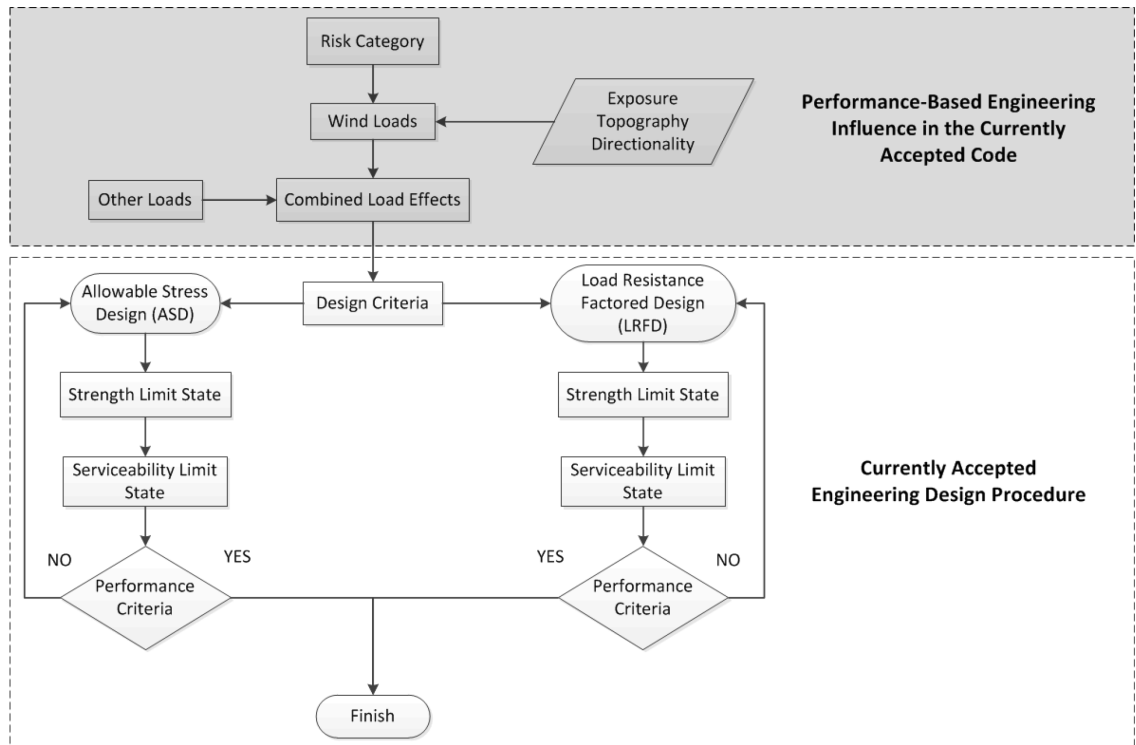 Risk Category
Wind Loads
Exposure
Topography
Directionality
Performance-Based Engineering
Influence in the Currently
Accepted Code
Other Loads
Combined Load Effects
Allowable Stress
Design (ASD)
Design Criteria
Load Resistance
Factored Design
(LRFD)
Strength Limit State
Strength Limit State
Serviceability Limit
State
Serviceability Limit
State
Currently Accepted
Engineering Design Procedure
NO
YES
YES
NO
Performance
Criteria
Performance
Criteria
Finish